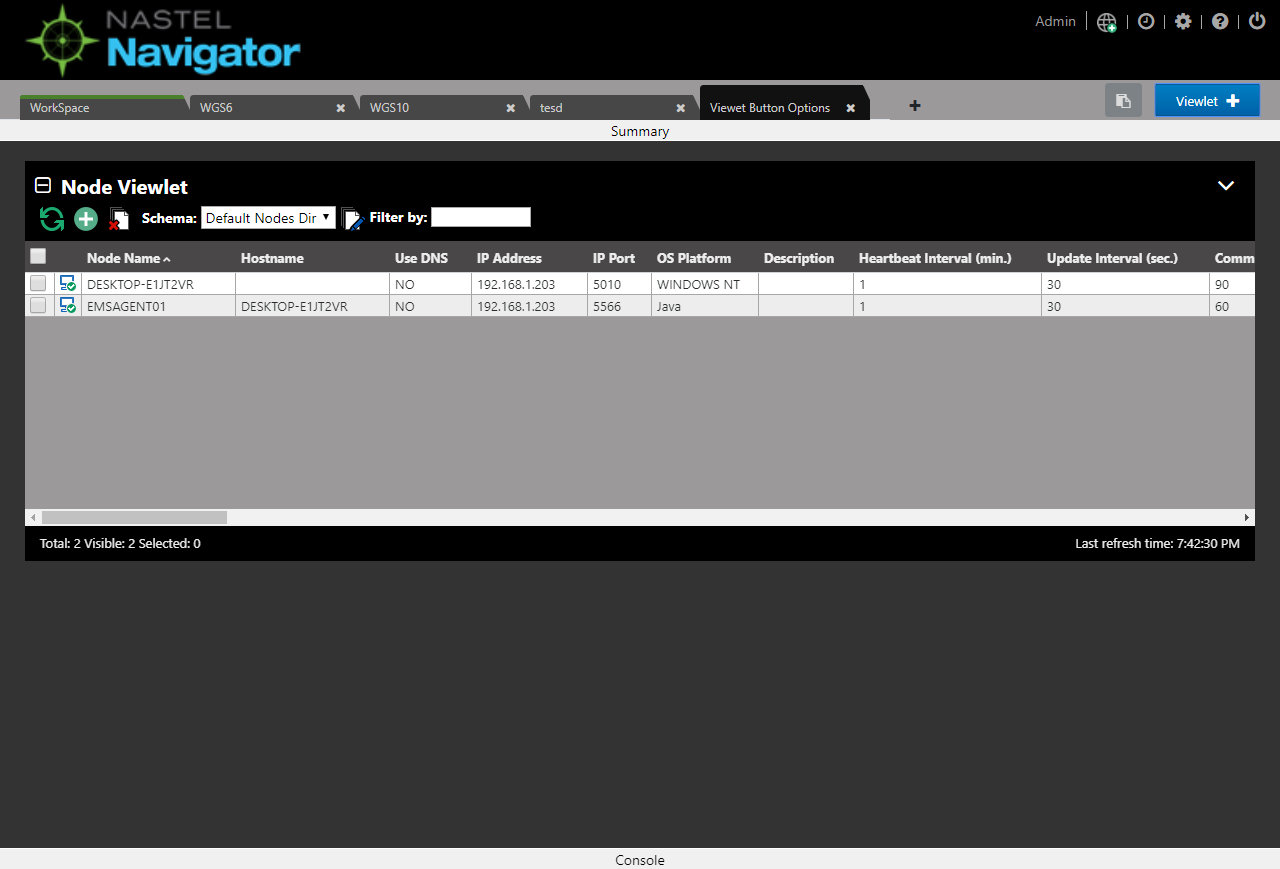 NASTEL
Navigator
Admin
WorkSpace WGS6 WGS10 tesd Viewet Button Options Viewlet
Summary
Node Viewlet
Schema: Default Nodes Dir Filter by:
Node Name Hostname Use DNS IP Address IP Port OS Platform Description Heartbeat Interval (min.) Update Interval (sec.) Comm
DESKTOP-E1JT2VR NO 192.168.1.203 5010 WINDOWS NT 1 30 90
EMSAGENT01 DESKTOP-E1JT2VR NO 192.168.1.203 5566 Java 1 30 60
Total: 2 Visible: 2 Selected: 0 Last refresh time: 7:42:30 PM
Console